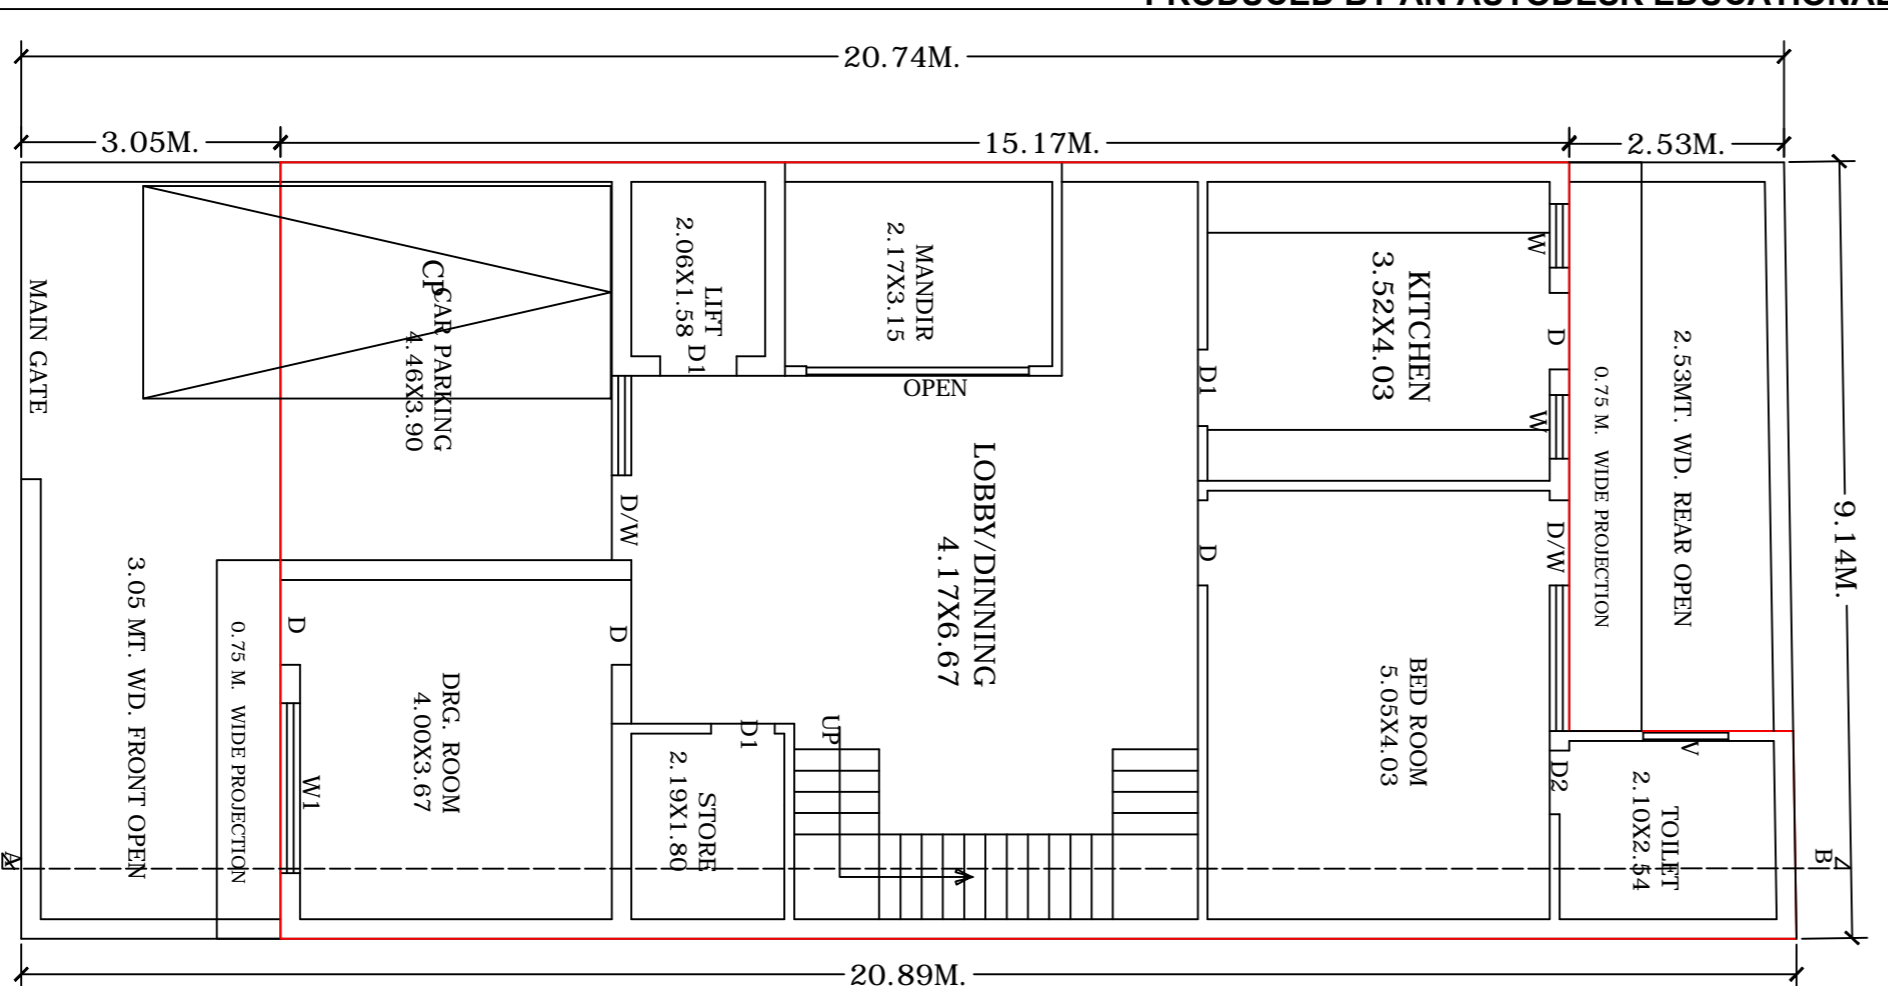 PRODUCED BY AN AUTODESK EDUCATIONAL
20.74M.
3.05M.
15.17M.
2.53M.
MAIN GATE
CP
CAR PARKING
4.46X3.90
LIFT
2.06X1.58
D1
MANDIR
2.17X3.15
OPEN
KITCHEN
3.52X4.03
D1
W
D
W
0.75 M. WIDE PROJECTION
2.53MT. WD. REAR OPEN
9.14M.
LOBBY/DINNING
4.17X6.67
D/W
D
D/W
3.05 MT. WD. FRONT OPEN
0.75 M. WIDE PROJECTION
D
D
DRG. ROOM
4.00X3.67
W1
D1
STORE
2.19X1.80
UP
BED ROOM
5.05X4.03
D2
V
TOILET
2.10X2.54
A
B
20.89M.